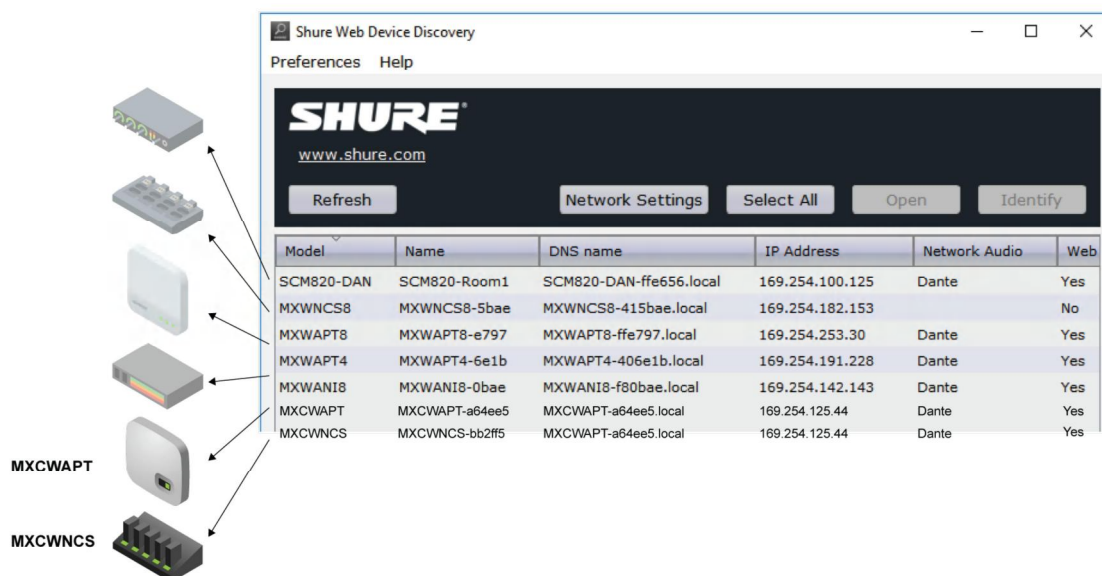 Shure Web Device Discovery
Preferences Help
SHURE®
www.shure.com
Refresh Network Settings Select All Open Identify
Model Name DNS name IP Address Network Audio Web
SCM820-DAN SCM820-Room1 SCM820-DAN-ffe656.local 169.254.100.125 Dante Yes
MXWNCS8 MXWNCS8-5bae MXWNCS8-415bae.local 169.254.182.153 No
MXWAPT8 MXWAPT8-e797 MXWAPT8-ffe797.local 169.254.253.30 Dante Yes
MXWAPT4 MXWAPT4-6e1b MXWAPT4-406e1b.local 169.254.191.228 Dante Yes
MXWANI8 MXWANI8-0bae MXWANI8-f80bae.local 169.254.142.143 Dante Yes
MXCWAPT MXCWAPT-a64ee5 MXCWAPT-a64ee5.local 169.254.125.44 Dante Yes
MXCWNCS MXCWNCS-bb2ff5 MXCWAPT-a64ee5.local 169.254.125.44 Dante Yes
MXCWAPT
MXCWNCS